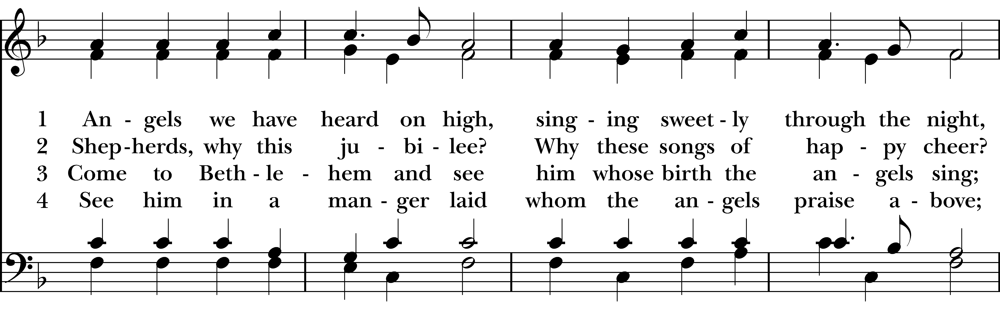 1 An - gels we have heard on high, sing - ing sweet - ly through the night,
2 Shep - herds, why this ju - bi - lee? Why these songs of hap - py cheer?
3 Come to Beth - le - hem and see him whose birth the an - gels sing;
4 See him in a man - ger laid whom the an - gels praise a - bove;